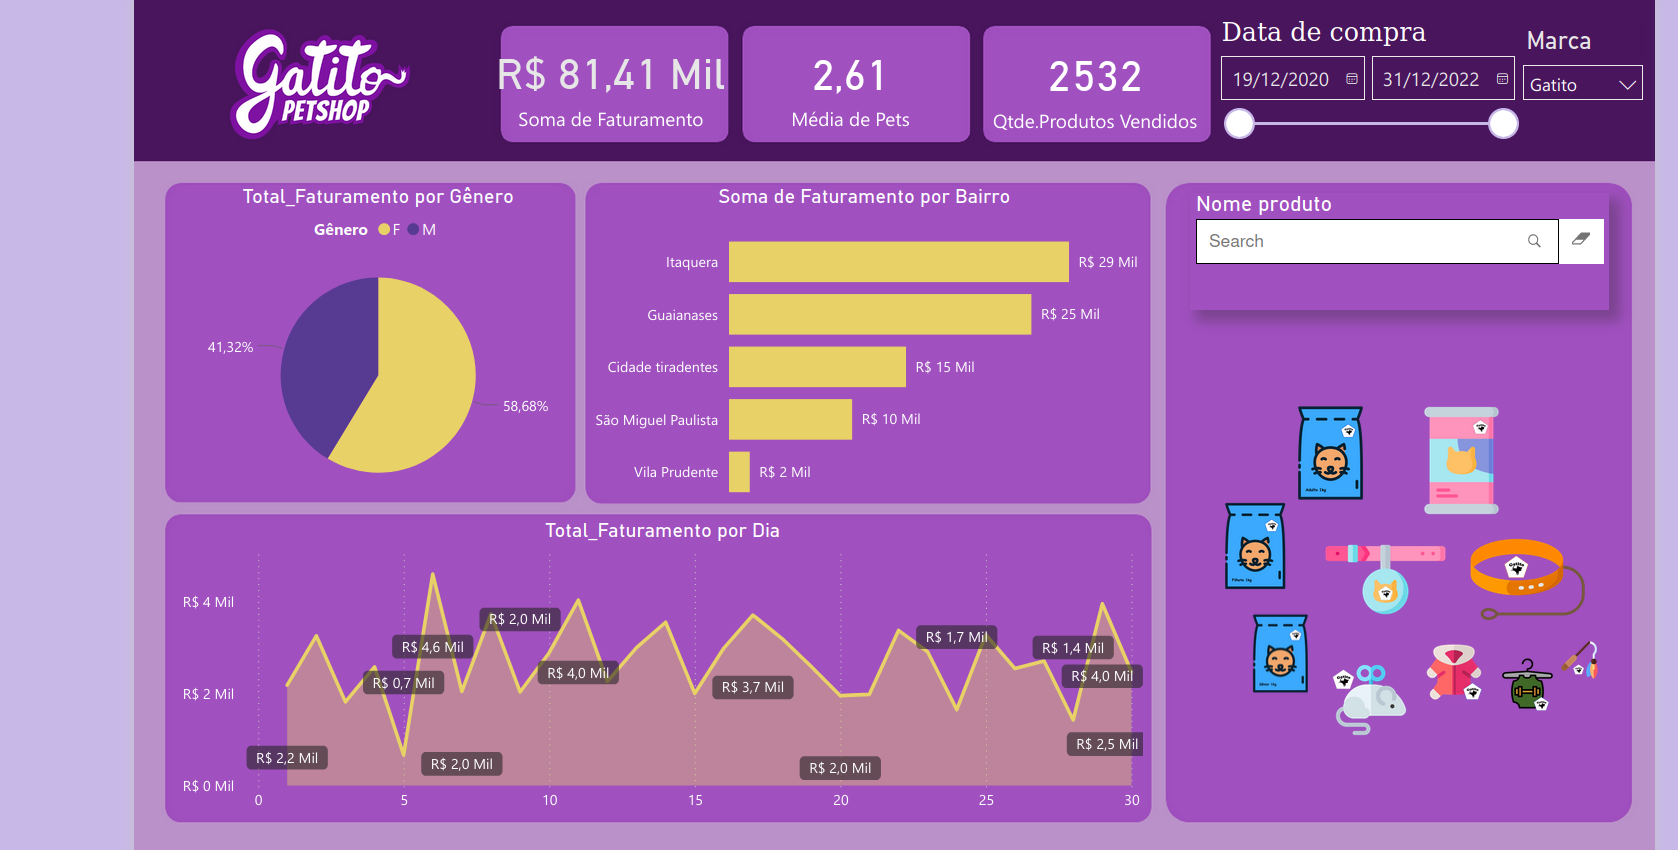 Gatito
PETSHOP
R$ 81,41 Mil
Soma de Faturamento
2,61
Média de Pets
2532
Qtde.Produtos Vendidos
Data de compra
19/12/2020
31/12/2022
Marca
Gatito
Total_Faturamento por Gênero
Gênero F M
41,32%
58,68%
Soma de Faturamento por Bairro
Itaquera R$ 29 Mil
Guaianases R$ 25 Mil
Cidade tiradentes R$ 15 Mil
São Miguel Paulista R$ 10 Mil
Vila Prudente R$ 2 Mil
Nome produto
Search
Total_Faturamento por Dia
R$ 4 Mil
R$ 2 Mil
R$ 0 Mil
R$ 2,2 Mil
R$ 0,7 Mil
R$ 4,6 Mil
R$ 2,0 Mil
R$ 2,0 Mil
R$ 4,0 Mil
R$ 3,7 Mil
R$ 2,0 Mil
R$ 1,7 Mil
R$ 1,4 Mil
R$ 4,0 Mil
R$ 2,5 Mil
0 5 10 15 20 25 30